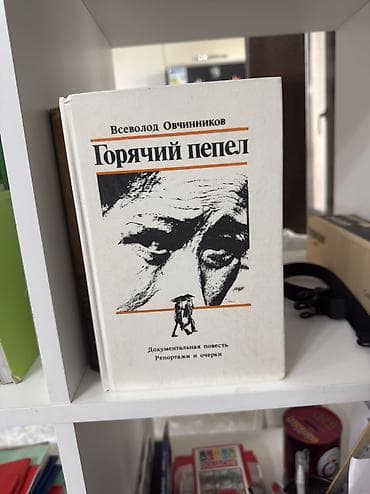 Всеволод Овчинников
Горячий пепел
Документальная повесть
Репортажи и очерки